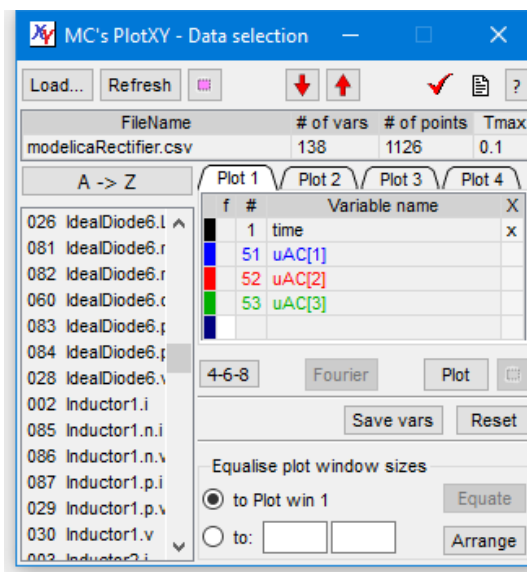 MC's PlotXY - Data selection
Load... Refresh ?
FileName # of vars # of points Tmax
modelicaRectifier.csv 138 1126 0.1
A -> Z
Plot 1 Plot 2 Plot 3 Plot 4
f # Variable name X
1 time x
51 uAC[1]
52 uAC[2]
53 uAC[3]
026 IdealDiode6.L
081 IdealDiode6.r
082 IdealDiode6.r
060 IdealDiode6.c
083 IdealDiode6.p
084 IdealDiode6.p
028 IdealDiode6.v
002 Inductor1.i
085 Inductor1.n.i
086 Inductor1.n.v
087 Inductor1.p.i
029 Inductor1.p.v
030 Inductor1.v
003 Inductor2.i
4-6-8 Fourier Plot
Save vars Reset
Equalise plot window sizes
to Plot win 1 Equate
to: Arrange